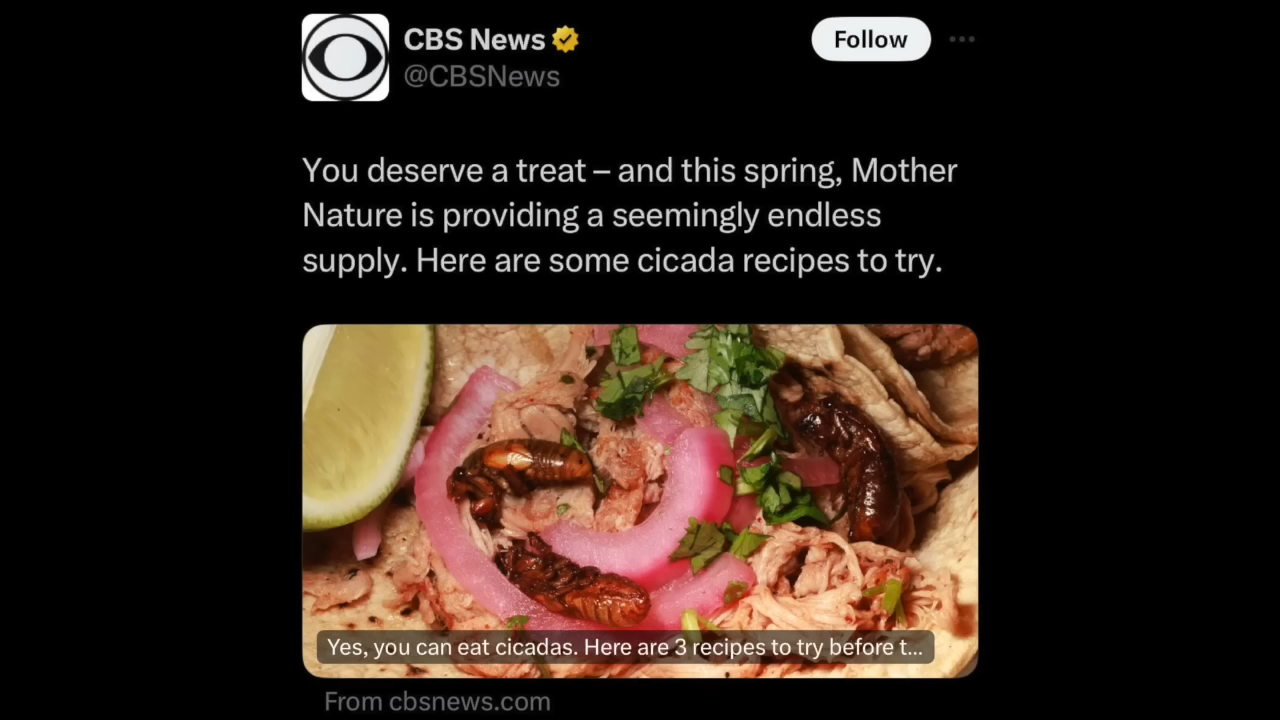 CBS News
Follow
@CBSNews
You deserve a treat – and this spring, Mother
Nature is providing a seemingly endless
supply. Here are some cicada recipes to try.
Yes, you can eat cicadas. Here are 3 recipes to try before t...
From cbsnews.com